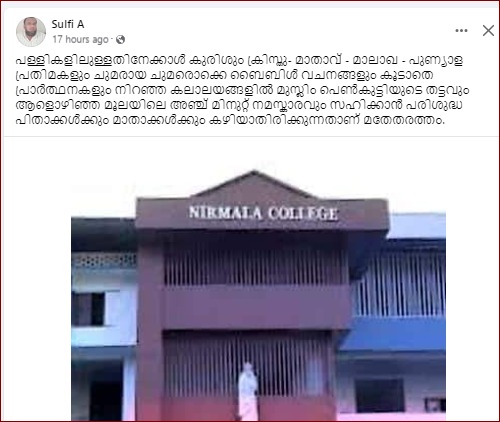 Sulfi A
17 hours ago ·
പള്ളികളിലുള്ളതിനേക്കാൾ കുരിശും ക്രിസ്തു- മാതാവ് - മാലാഖ - പുണ്യാള
പ്രതിമകളും ചുമരായ ചുമരൊക്കെ ബൈബിൾ വചനങ്ങളും കൂടാതെ
പ്രാർത്ഥനകളും നിറഞ്ഞ കലാലയങ്ങളിൽ മുസ്ലിം പെൺകുട്ടിയുടെ തട്ടവും
ആളൊഴിഞ്ഞ മൂലയിലെ അഞ്ച് മിനുറ്റ് നമസ്കാരവും സഹിക്കാൻ പരിശുദ്ധ
പിതാക്കൾക്കും മാതാക്കൾക്കും കഴിയാതിരിക്കുന്നതാണ് മതേതരത്തം.
NIRMALA COLLEGE